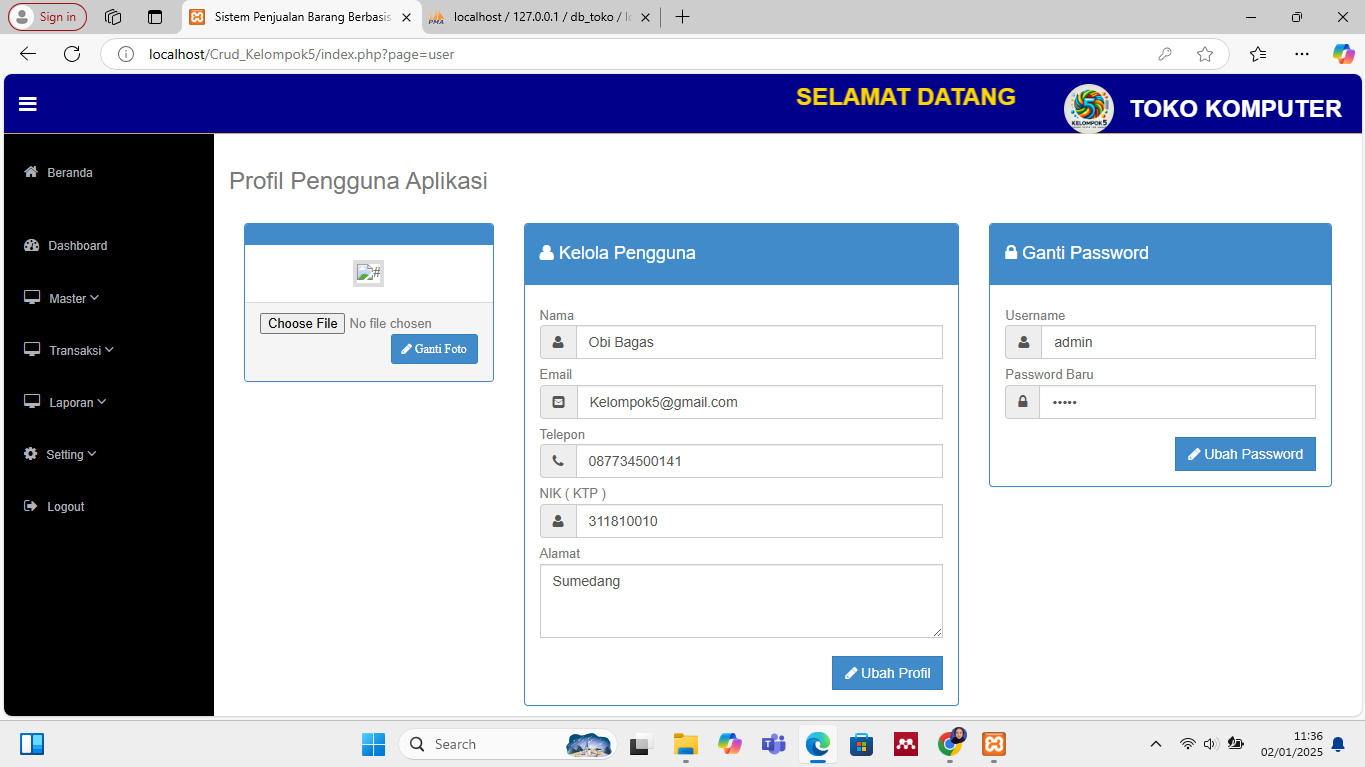 Sign in
Sistem Penjualan Barang Berbasis
localhost / 127.0.0.1 / db_toko /
localhost/Crud_Kelompok5/index.php?page=user
SELAMAT DATANG
KELOMPOK5
TOKO KOMPUTER
Beranda
Dashboard
Master
Transaksi
Laporan
Setting
Logout
Profil Pengguna Aplikasi
#
Choose File No file chosen
Ganti Foto
Kelola Pengguna
Nama
Obi Bagas
Email
Kelompok5@gmail.com
Telepon
087734500141
NIK ( KTP )
311810010
Alamat
Sumedang
Ubah Profil
Ganti Password
Username
admin
Password Baru
•••••
Ubah Password
Search
11:36
02/01/2025